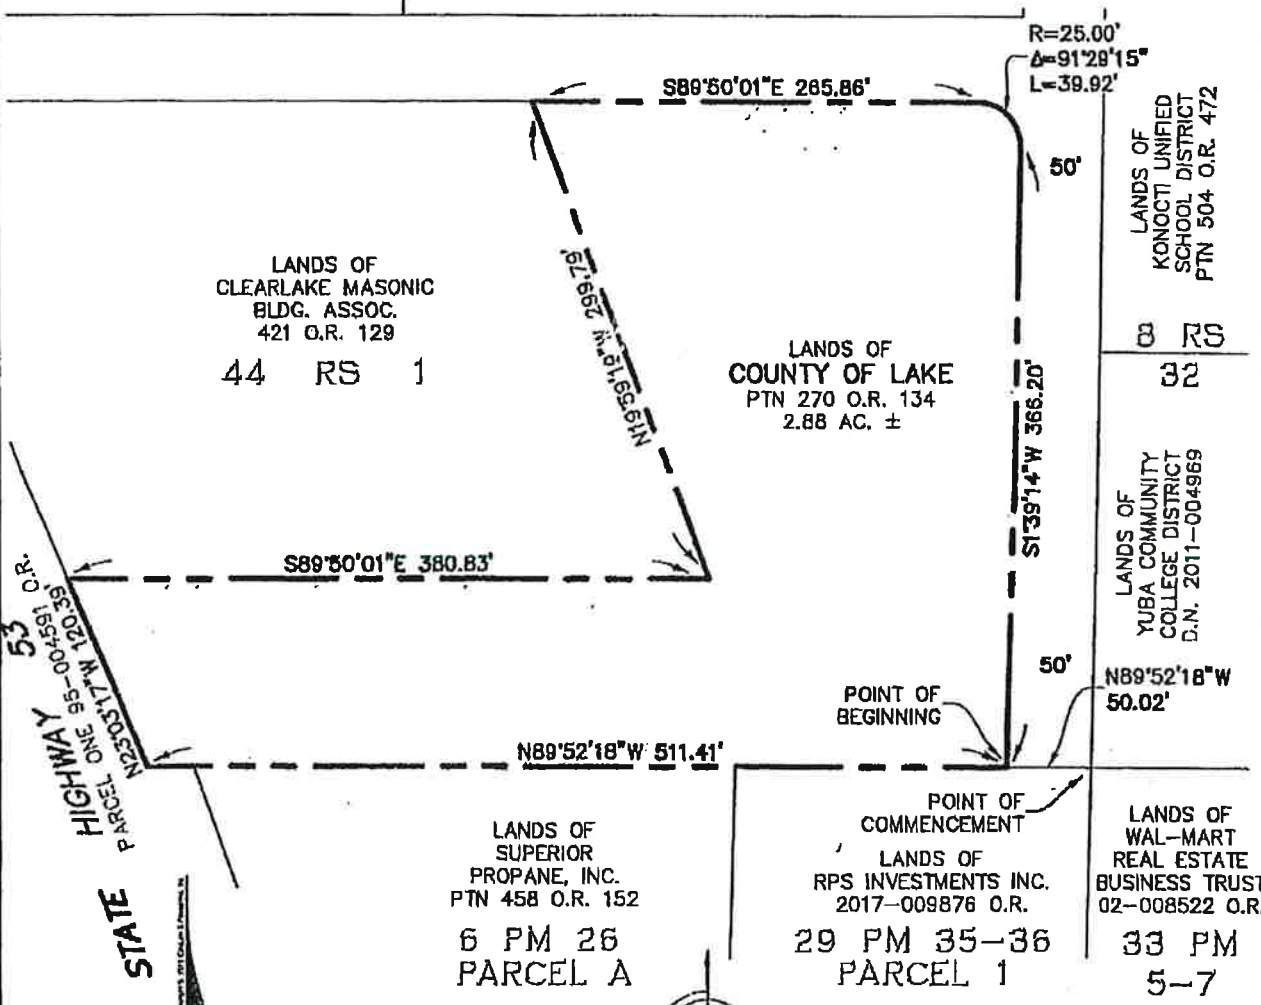 R=25.00'
Δ=91°29'15"
L=39.92'
S89°50'01"E 265.86'
50'
LANDS OF
KONOCTI UNIFIED
SCHOOL DISTRICT
PTN 504 O.R. 472
8 RS
32
LANDS OF
CLEARLAKE MASONIC
BLDG. ASSOC.
421 O.R. 129
44 RS 1
N19°59'19"W 299.79'
LANDS OF
COUNTY OF LAKE
PTN 270 O.R. 134
2.88 AC. ±
S1°39'14"W 366.20'
LANDS OF
YUBA COMMUNITY
COLLEGE DISTRICT
D.N. 2011-004969
S89°50'01"E 380.83'
STATE HIGHWAY 53
PARCEL ONE 95-004591 O.R.
N23°03'17"W 120.39'
50'
N89°52'18"W
50.02'
POINT OF
BEGINNING
N89°52'18"W 511.41'
POINT OF
COMMENCEMENT
LANDS OF
SUPERIOR
PROPANE, INC.
PTN 458 O.R. 152
6 PM 26
PARCEL A
LANDS OF
RPS INVESTMENTS INC.
2017-009876 O.R.
29 PM 35-36
PARCEL 1
LANDS OF
WAL-MART
REAL ESTATE
BUSINESS TRUST
02-008522 O.R.
33 PM
5-7